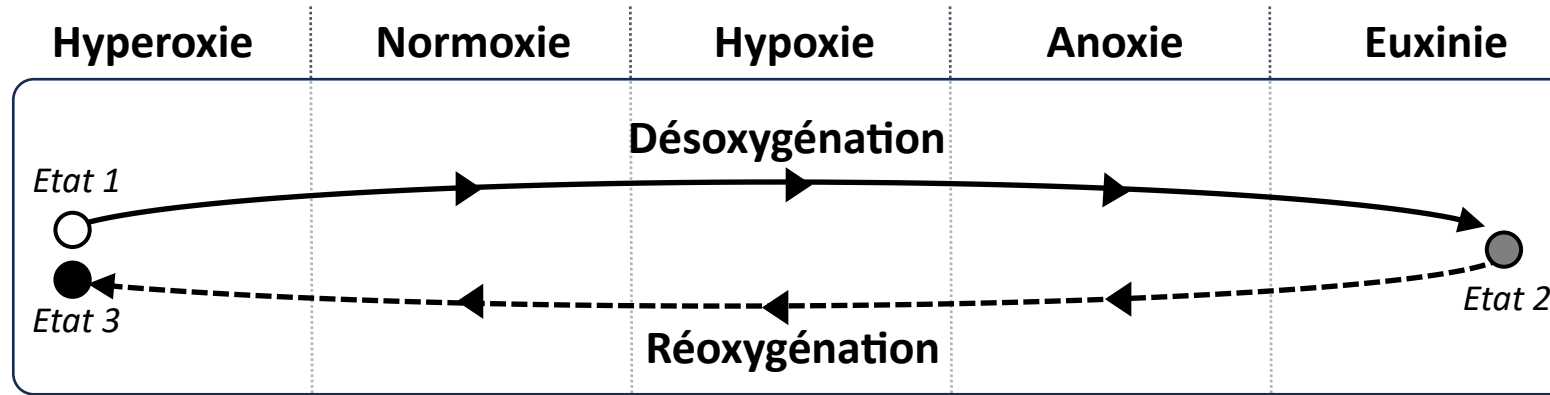 Hyperoxie Normoxie Hypoxie Anoxie Euxinie
Désoxygénation
Etat 1
Etat 2
Etat 3
Réoxygénation